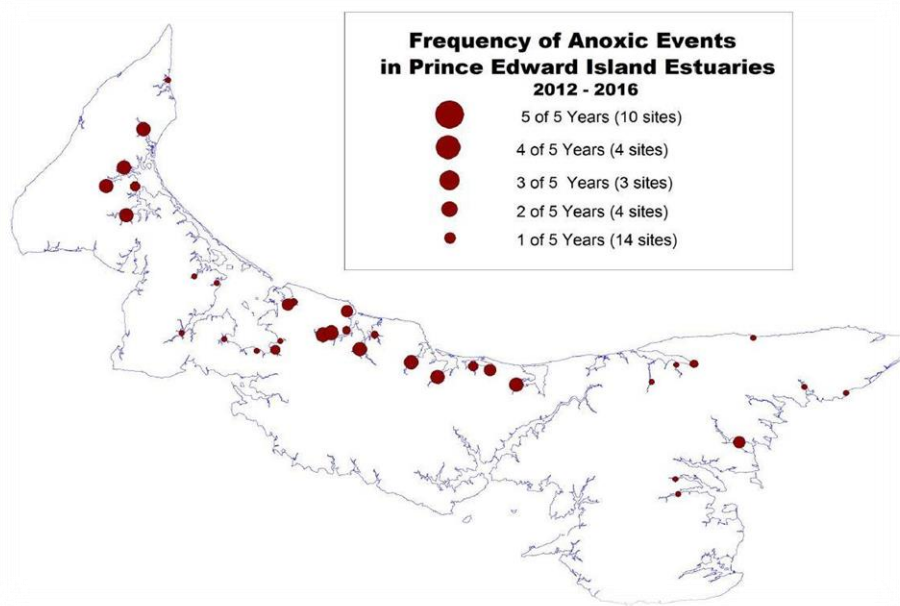 Frequency of Anoxic Events
in Prince Edward Island Estuaries
2012 - 2016
5 of 5 Years (10 sites)
4 of 5 Years (4 sites)
3 of 5 Years (3 sites)
2 of 5 Years (4 sites)
1 of 5 Years (14 sites)